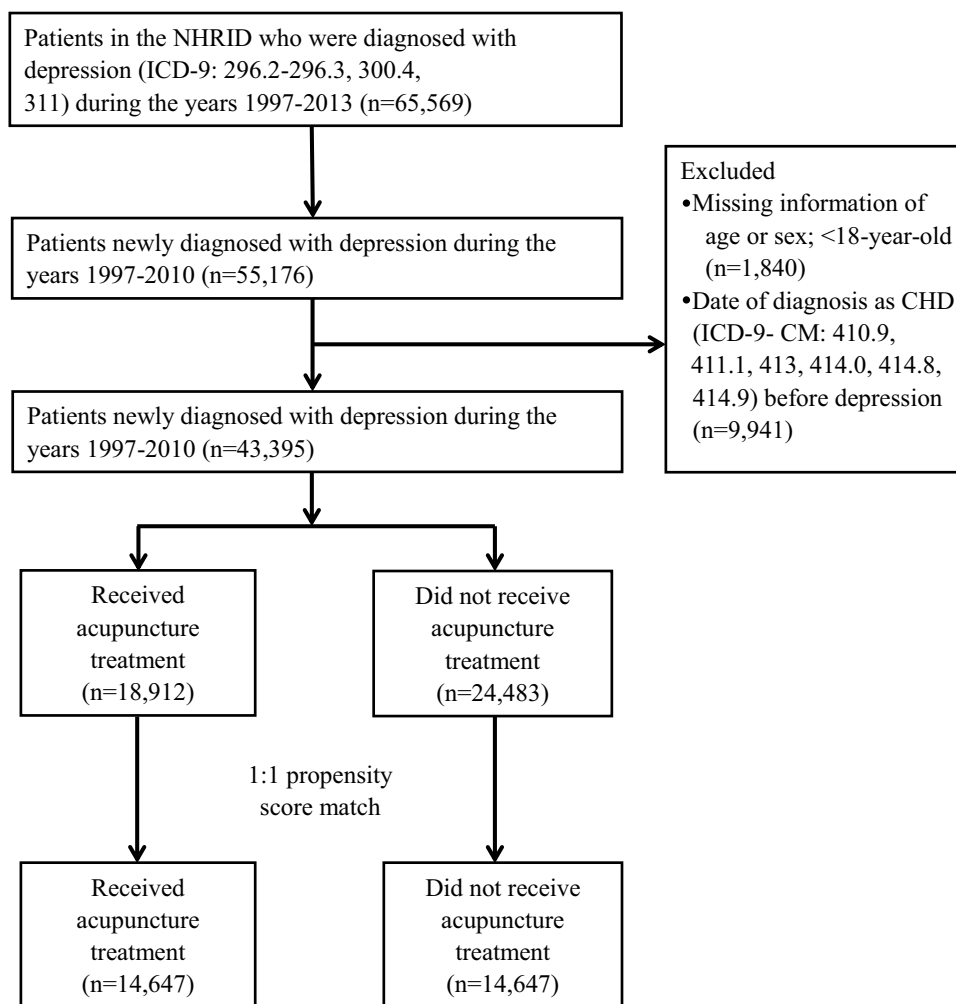 Patients in the NHRID who were diagnosed with
depression (ICD-9: 296.2-296.3, 300.4,
311) during the years 1997-2013 (n=65,569)
Patients newly diagnosed with depression during the
years 1997-2010 (n=55,176)
Excluded
•Missing information of
age or sex; <18-year-old
(n=1,840)
•Date of diagnosis as CHD
(ICD-9- CM: 410.9,
411.1, 413, 414.0, 414.8,
414.9) before depression
(n=9,941)
Patients newly diagnosed with depression during the
years 1997-2010 (n=43,395)
Received
acupuncture
treatment
(n=18,912)
Did not receive
acupuncture
treatment
(n=24,483)
1:1 propensity
score match
Received
acupuncture
treatment
(n=14,647)
Did not receive
acupuncture
treatment
(n=14,647)